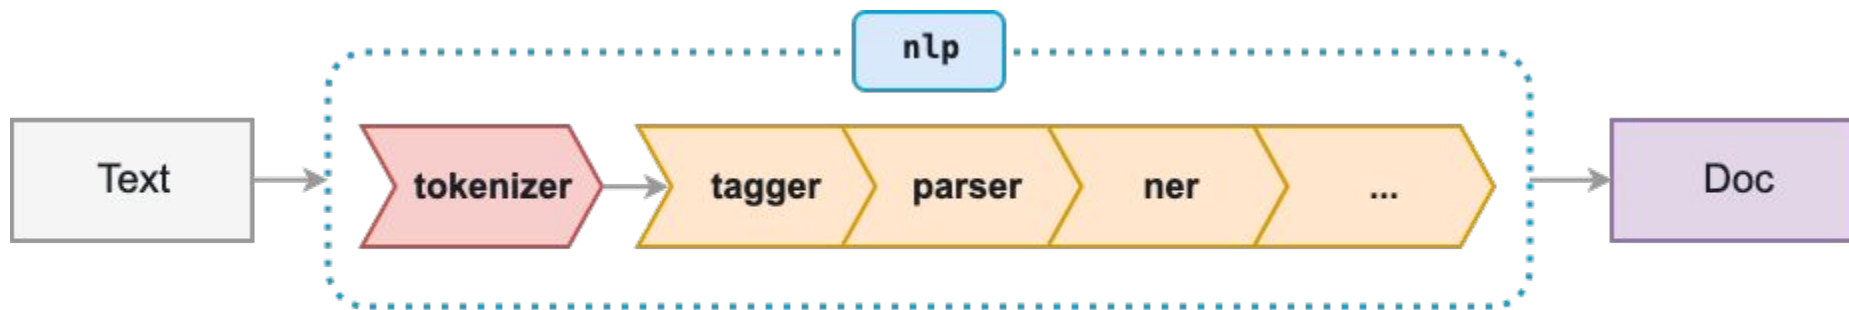 nlp
Text
tokenizer
tagger
parser
ner
...
Doc